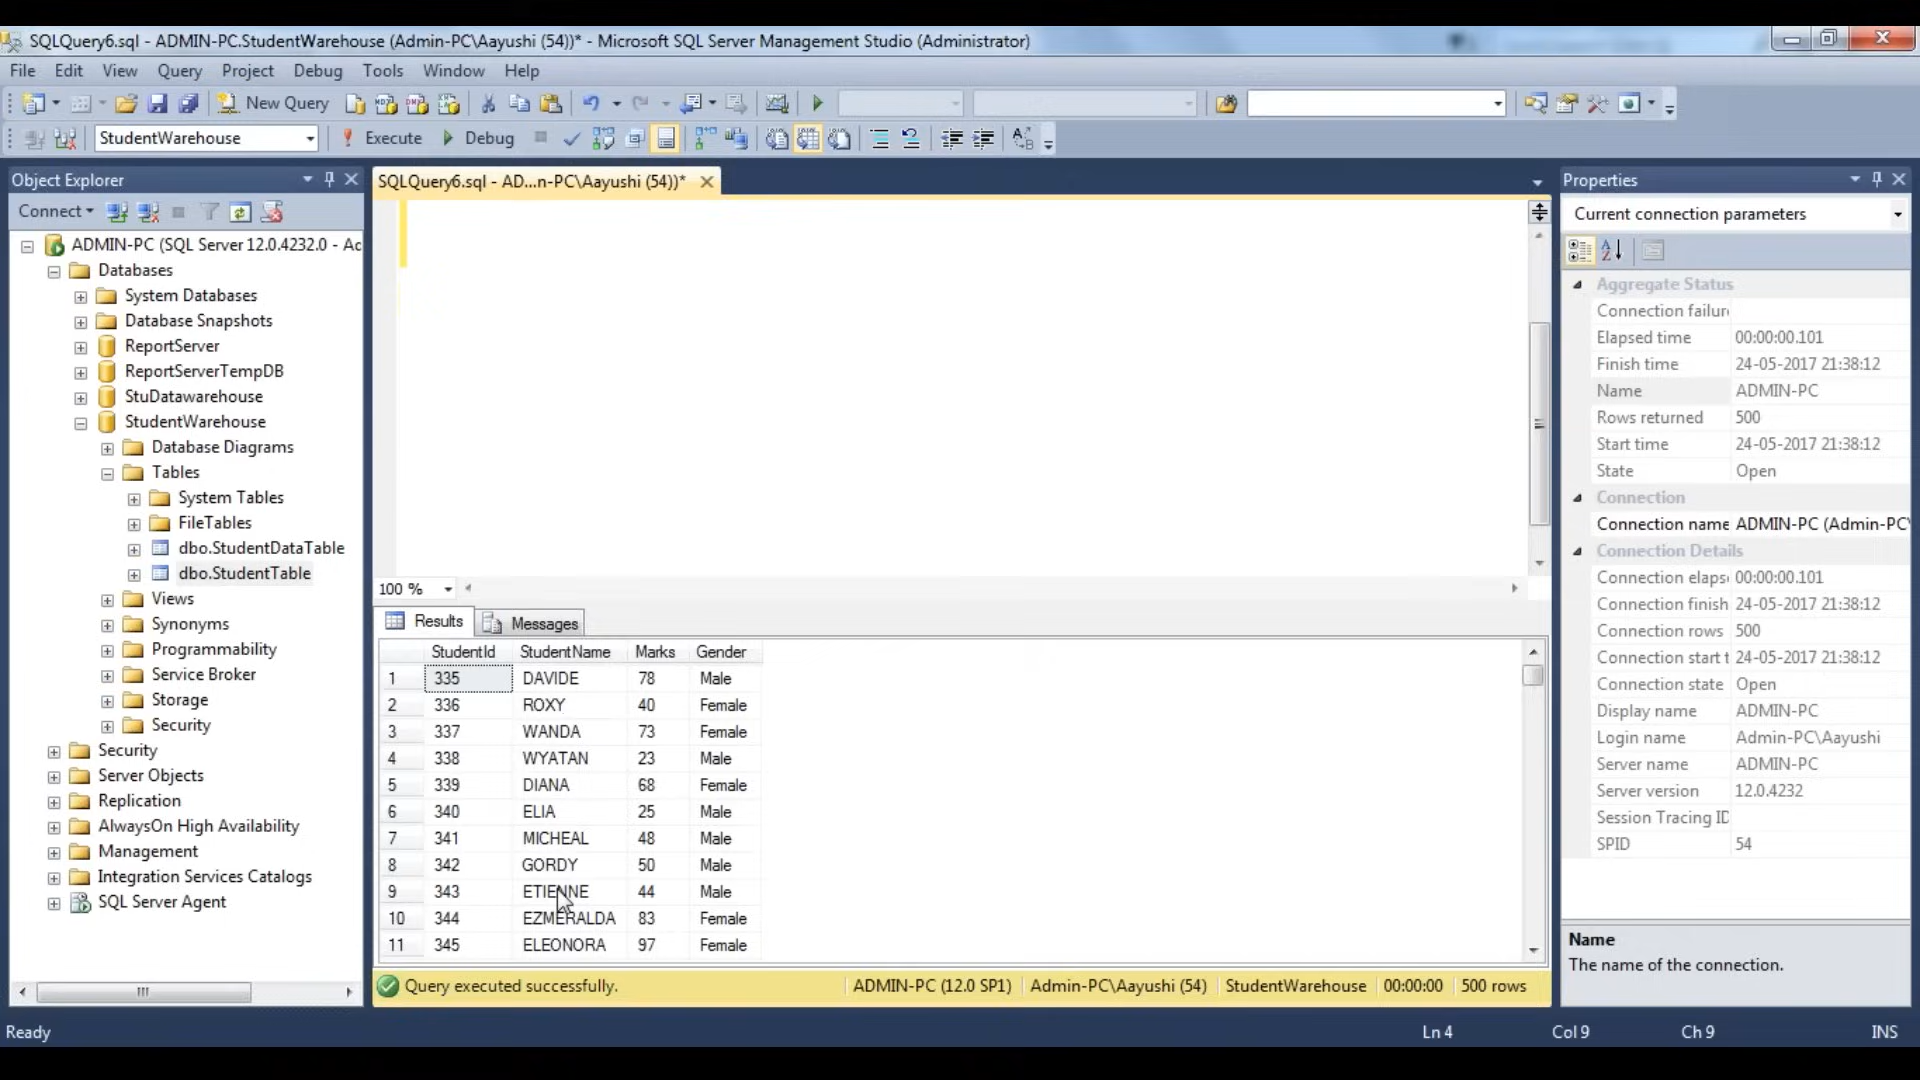 SQLQuery6.sql - ADMIN-PC.StudentWarehouse (Admin-PC\Aayushi (54))* - Microsoft SQL Server Management Studio (Administrator)
File Edit View Query Project Debug Tools Window Help
New Query
StudentWarehouse Execute Debug
Object Explorer
Connect
ADMIN-PC (SQL Server 12.0.4232.0 - Ac
Databases
System Databases
Database Snapshots
ReportServer
ReportServerTempDB
StuDatawarehouse
StudentWarehouse
Database Diagrams
Tables
System Tables
FileTables
dbo.StudentDataTable
dbo.StudentTable
Views
Synonyms
Programmability
Service Broker
Storage
Security
Security
Server Objects
Replication
AlwaysOn High Availability
Management
Integration Services Catalogs
SQL Server Agent
SQLQuery6.sql - AD...n-PC\Aayushi (54))*
100 %
Results Messages
StudentId StudentName Marks Gender
1 335 DAVIDE 78 Male
2 336 ROXY 40 Female
3 337 WANDA 73 Female
4 338 WYATAN 23 Male
5 339 DIANA 68 Female
6 340 ELIA 25 Male
7 341 MICHEAL 48 Male
8 342 GORDY 50 Male
9 343 ETIENNE 44 Male
10 344 EZMERALDA 83 Female
11 345 ELEONORA 97 Female
Query executed successfully. ADMIN-PC (12.0 SP1) Admin-PC\Aayushi (54) StudentWarehouse 00:00:00 500 rows
Properties
Current connection parameters
Aggregate Status
Connection failure
Elapsed time 00:00:00.101
Finish time 24-05-2017 21:38:12
Name ADMIN-PC
Rows returned 500
Start time 24-05-2017 21:38:12
State Open
Connection
Connection name ADMIN-PC (Admin-PC\
Connection Details
Connection elaps 00:00:00.101
Connection finish 24-05-2017 21:38:12
Connection rows 500
Connection start t 24-05-2017 21:38:12
Connection state Open
Display name ADMIN-PC
Login name Admin-PC\Aayushi
Server name ADMIN-PC
Server version 12.0.4232
Session Tracing ID
SPID 54
Name
The name of the connection.
Ready Ln 4 Col 9 Ch 9 INS